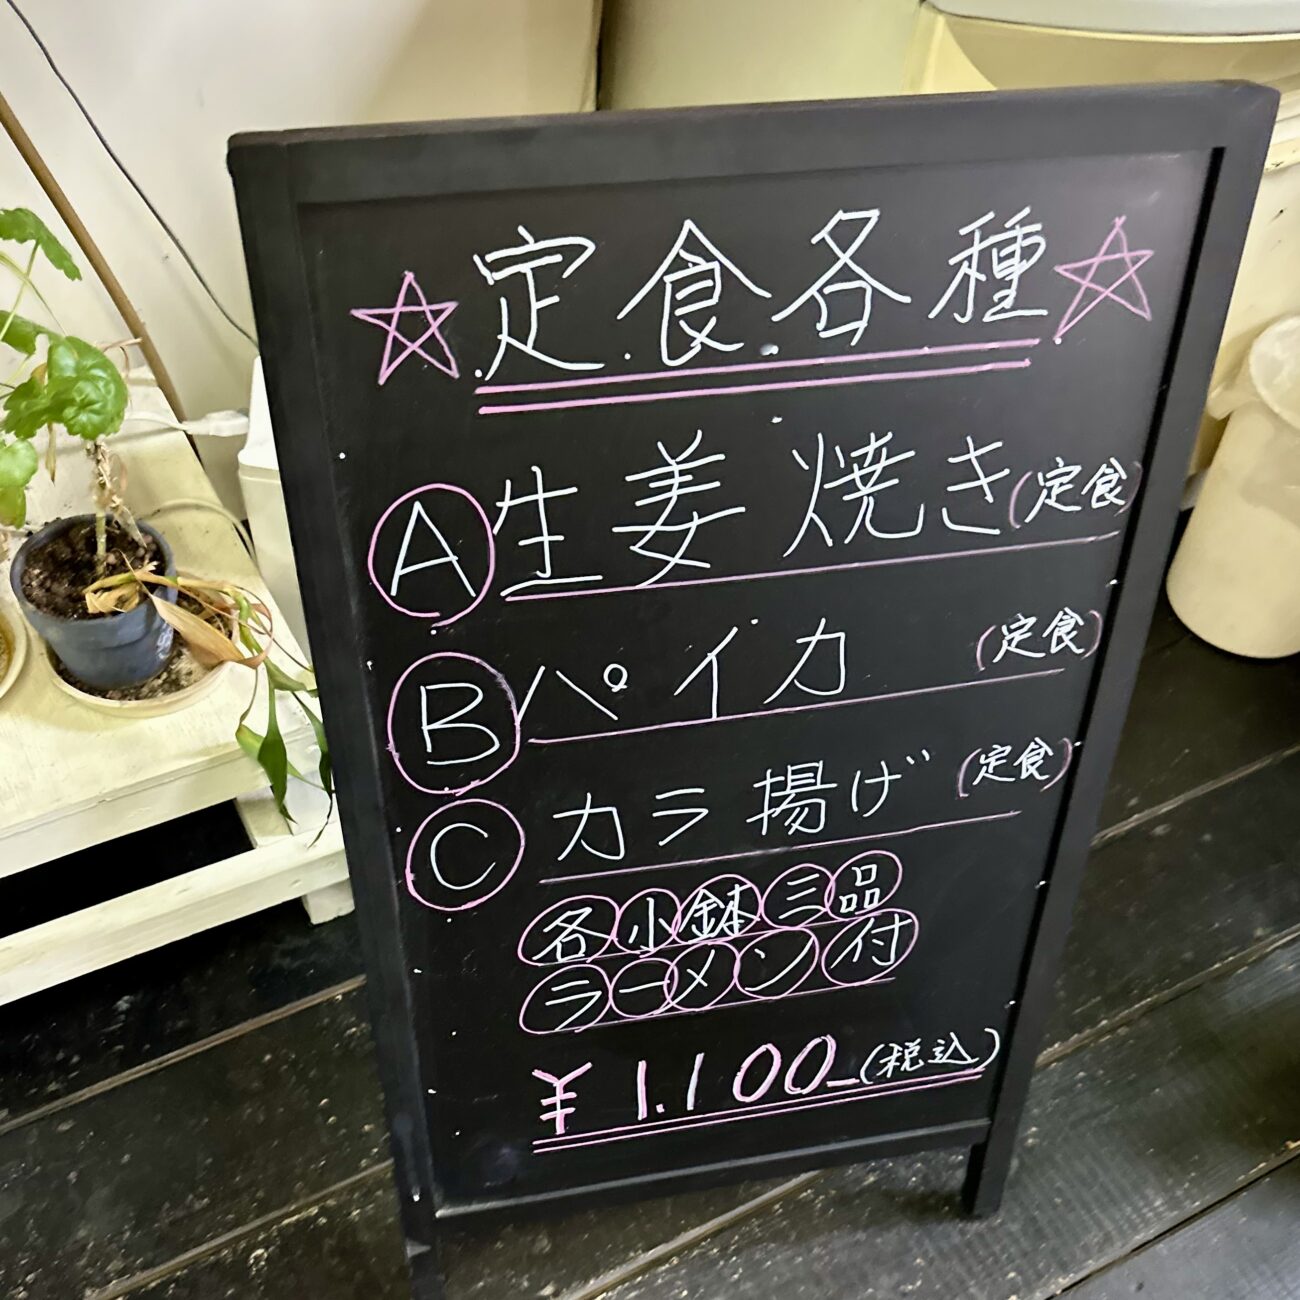 ☆定食各種☆
Ⓐ生姜焼き(定食)
Ⓑパイカ (定食)
Ⓒカラ揚げ (定食)
各小鉢三品
ラーメン付
¥1.100-(税込)